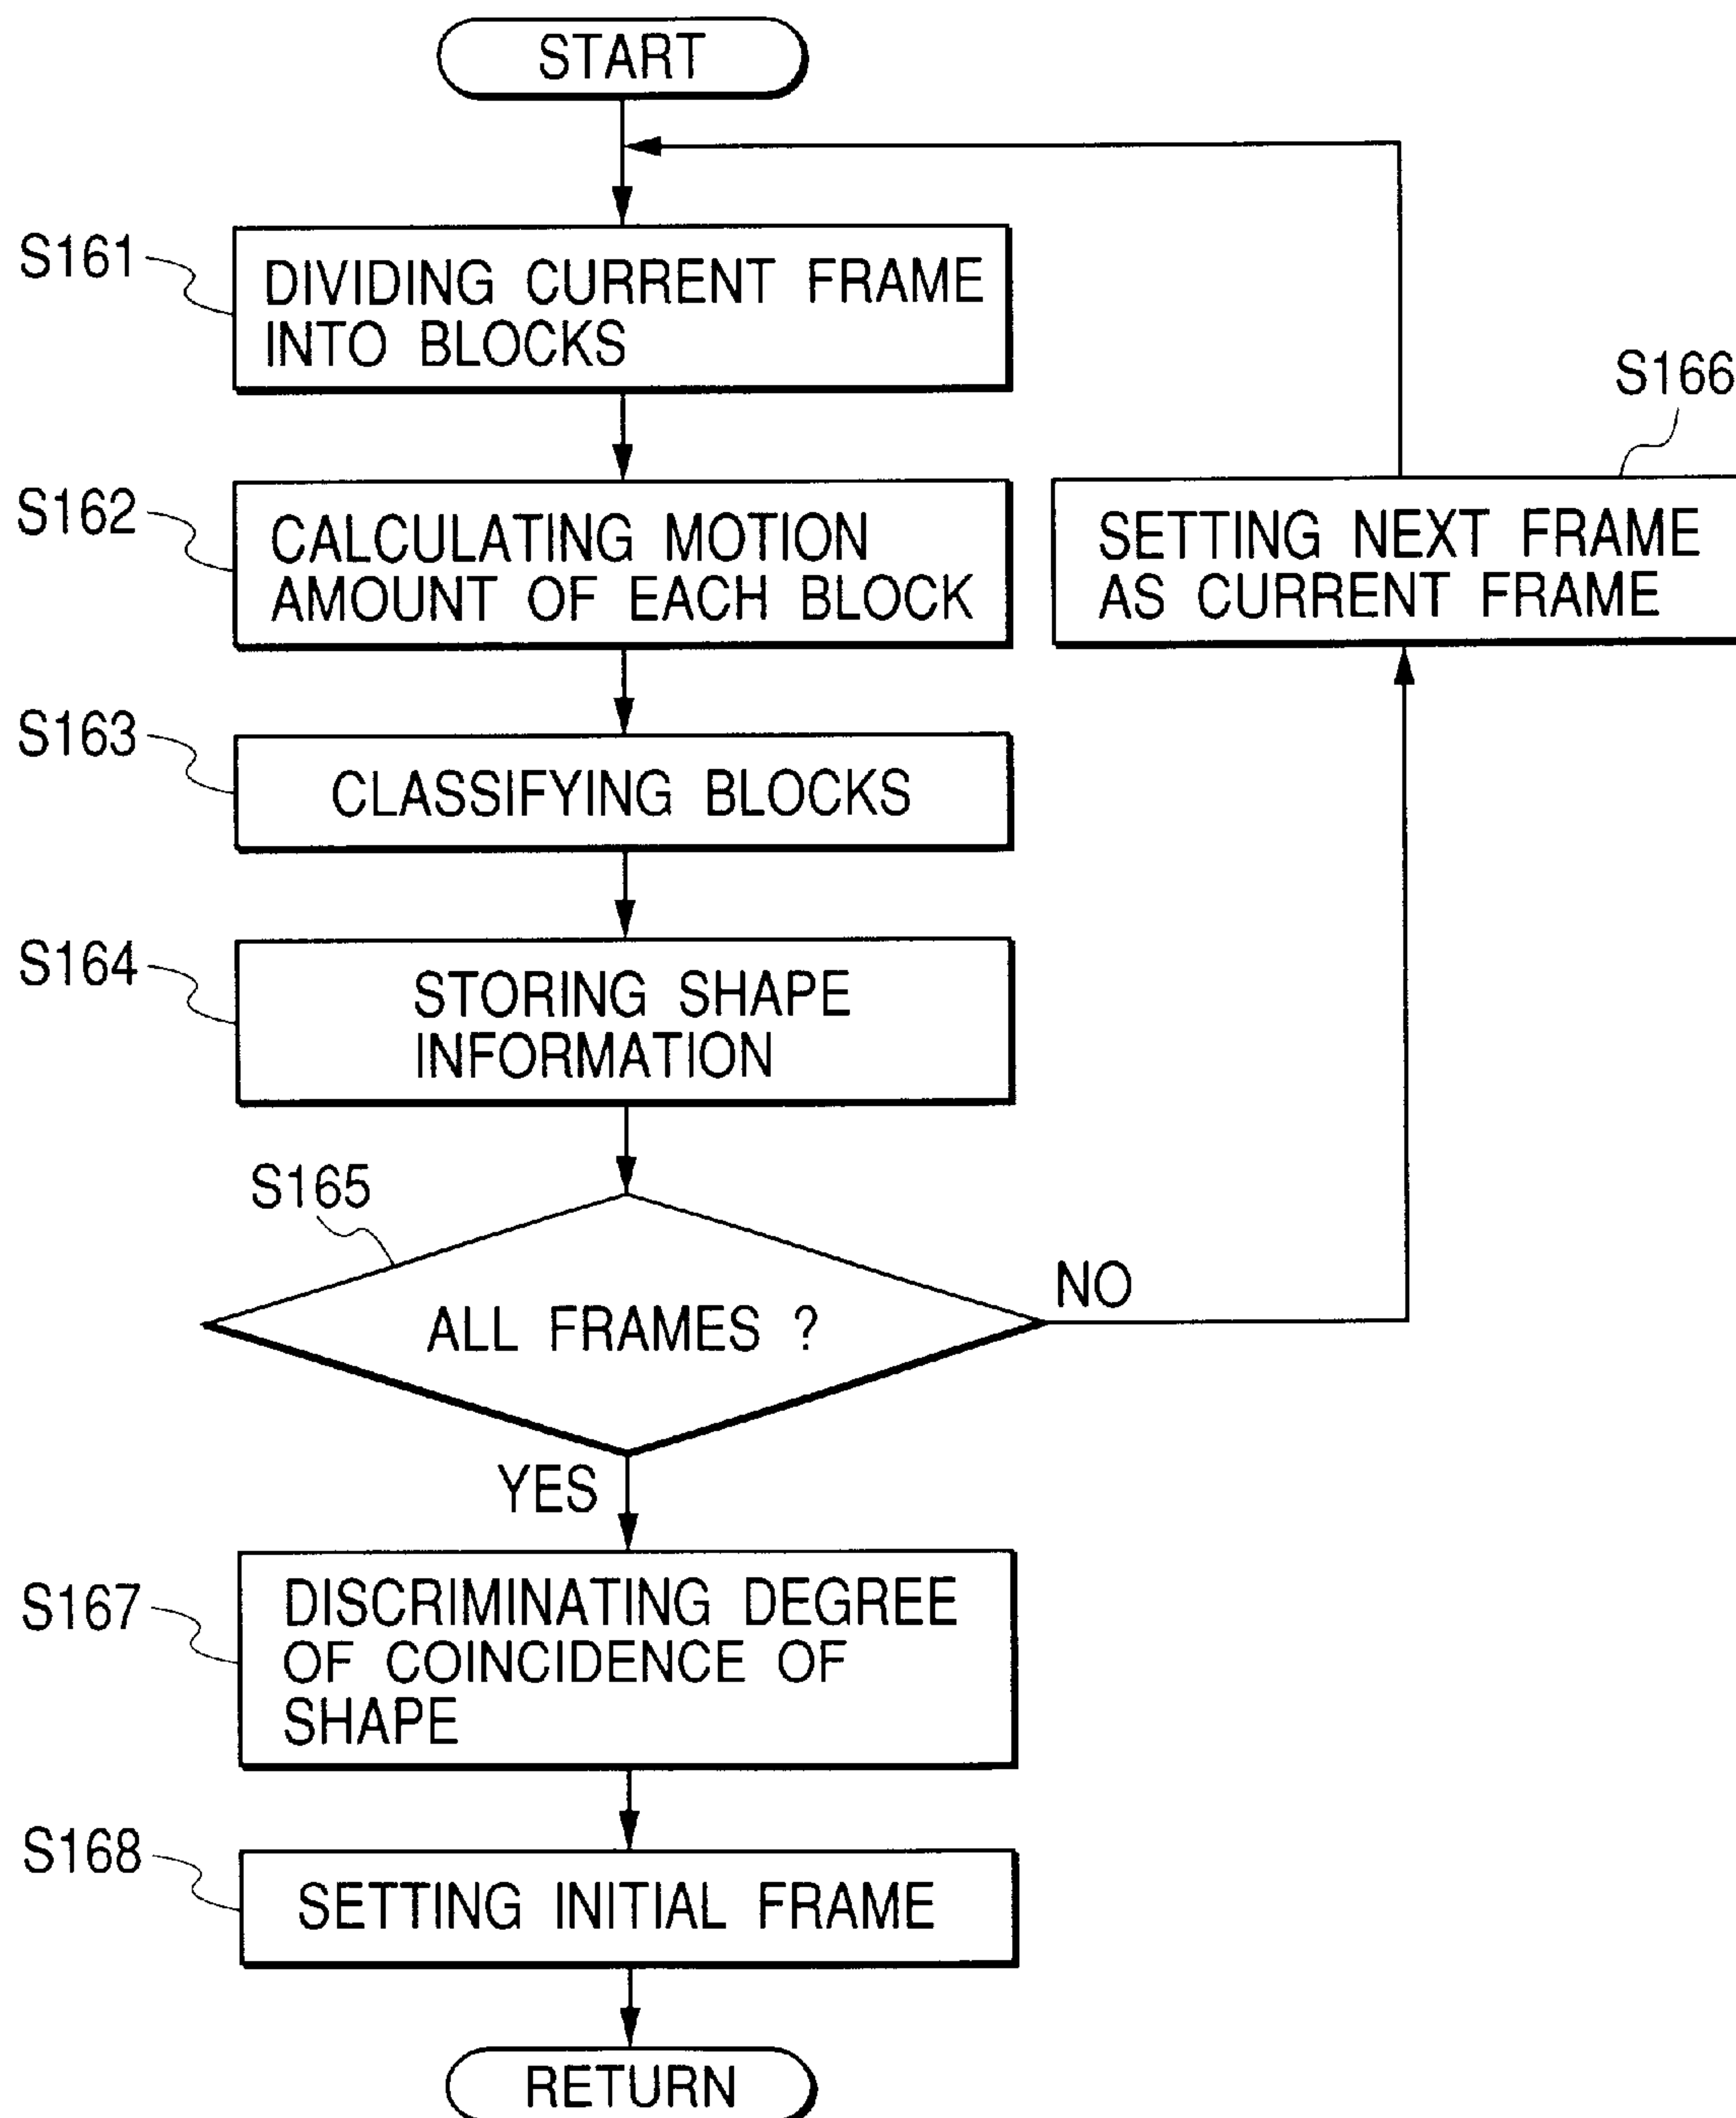 START
S161
DIVIDING CURRENT FRAME
INTO BLOCKS
S166
S162
CALCULATING MOTION
AMOUNT OF EACH BLOCK
SETTING NEXT FRAME
AS CURRENT FRAME
S163
CLASSIFYING BLOCKS
S164
STORING SHAPE
INFORMATION
S165
ALL FRAMES ?
NO
YES
S167
DISCRIMINATING DEGREE
OF COINCIDENCE OF
SHAPE
S168
SETTING INITIAL FRAME
RETURN